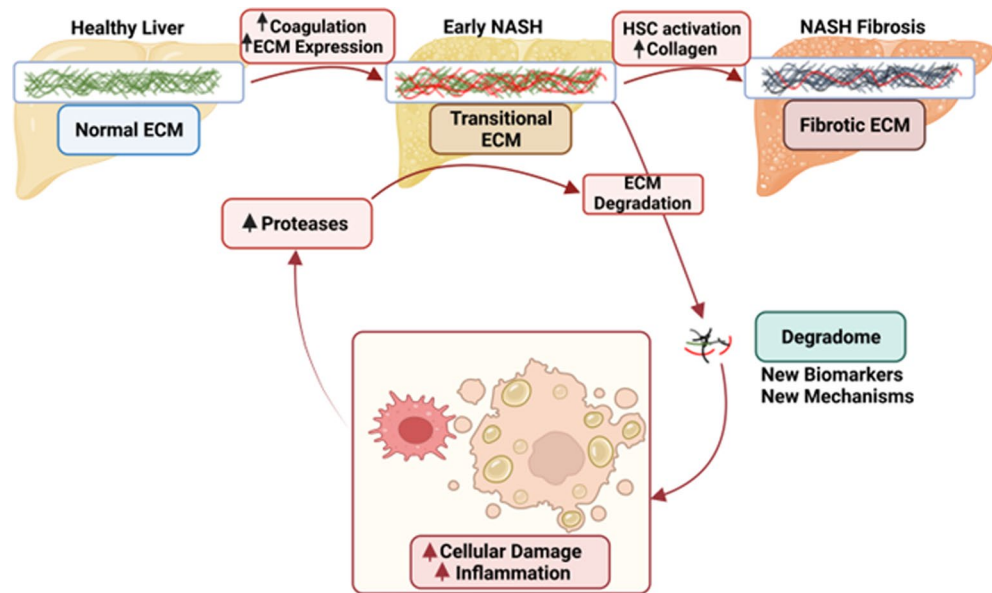 Healthy Liver
Coagulation
ECM Expression
Early NASH
HSC activation
Collagen
NASH Fibrosis
Normal ECM
Transitional
ECM
Fibrotic ECM
Proteases
ECM
Degradation
Degradome
New Biomarkers
New Mechanisms
Cellular Damage
Inflammation